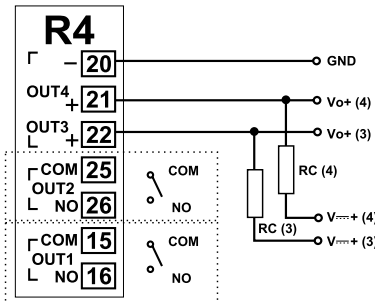 R4
− 20 GND
OUT4 + 21 Vo+ (4)
OUT3 + 22 Vo+ (3)
COM 25 COM
OUT2
NO 26 NO
RC (4)
RC (3)
V⎓+ (4)
V⎓+ (3)
COM 15 COM
OUT1
NO 16 NO